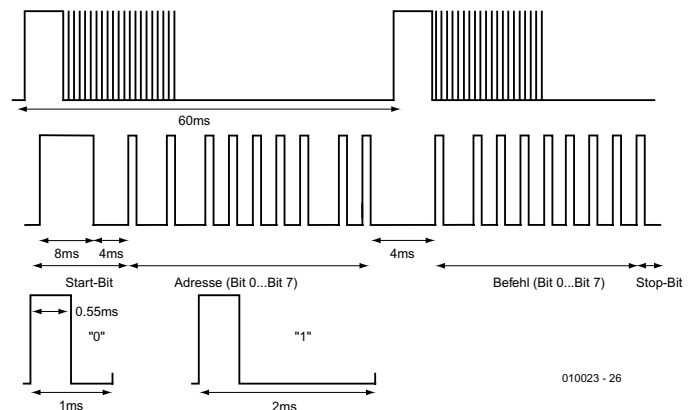 60ms
8ms 4ms 4ms
Start-Bit Adresse (Bit 0...Bit 7) Befehl (Bit 0...Bit 7) Stop-Bit
0.55ms
"0" "1"
010023 - 26
1ms 2ms